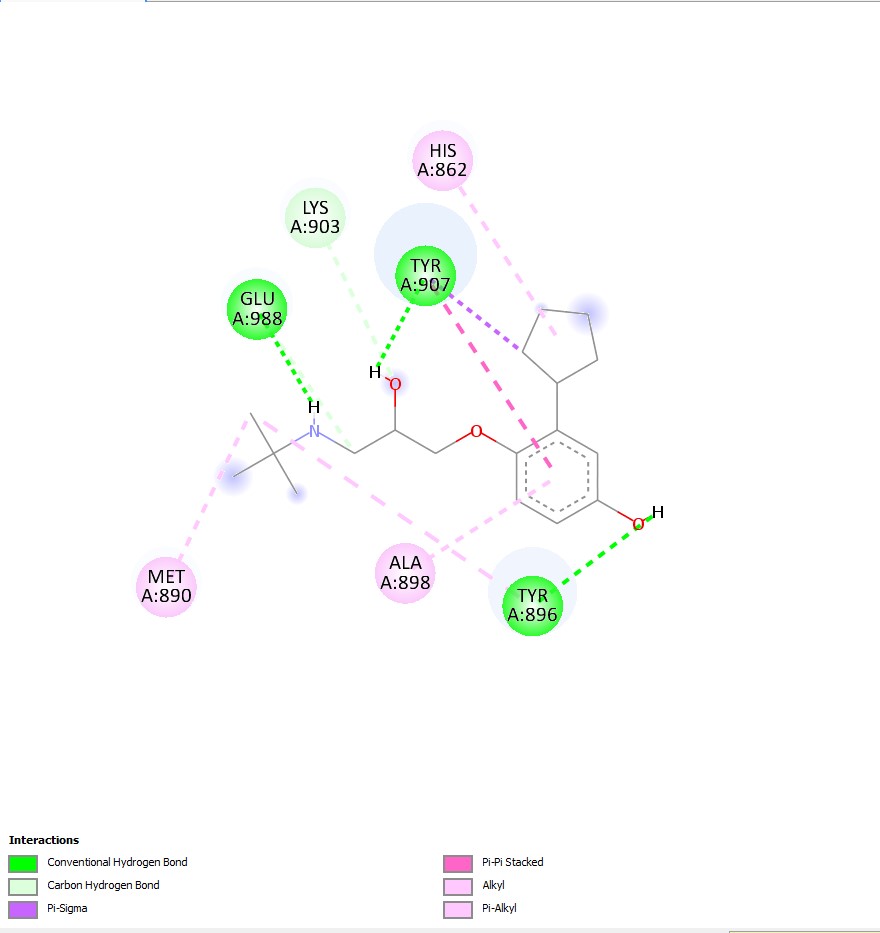 HIS
A:862
LYS
A:903
TYR
A:907
GLU
A:988
H
O
H
N
O
H
O
ALA
A:898
MET
A:890
TYR
A:896
Interactions
Conventional Hydrogen Bond
Carbon Hydrogen Bond
Pi-Sigma
Pi-Pi Stacked
Alkyl
Pi-Alkyl